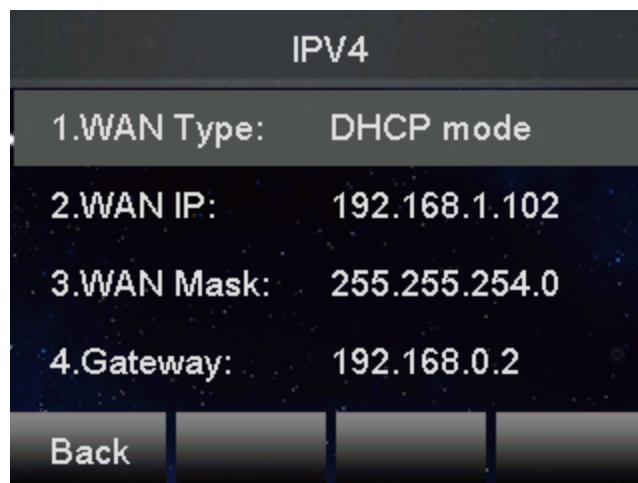 IPV4
1.WAN Type: DHCP mode
2.WAN IP: 192.168.1.102
3.WAN Mask: 255.255.254.0
4.Gateway: 192.168.0.2
Back